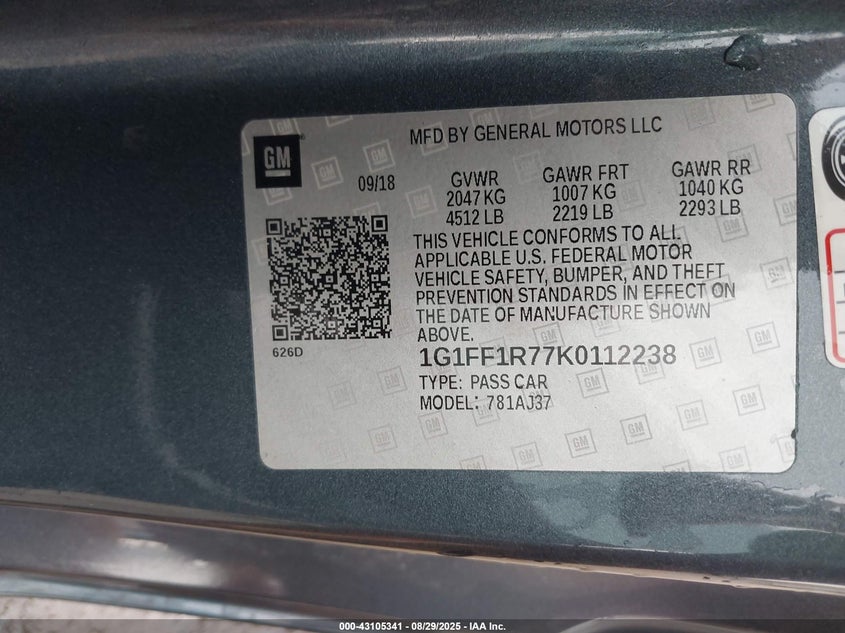 MFD BY GENERAL MOTORS LLC
GM
09/18
GVWR
2047 KG
4512 LB
GAWR FRT
1007 KG
2219 LB
GAWR RR
1040 KG
2293 LB
THIS VEHICLE CONFORMS TO ALL
APPLICABLE U.S. FEDERAL MOTOR
VEHICLE SAFETY, BUMPER, AND THEFT
PREVENTION STANDARDS IN EFFECT ON
THE DATE OF MANUFACTURE SHOWN
ABOVE.
626D
1G1FF1R77K0112238
TYPE: PASS CAR
MODEL: 781AJ37
000-43105341 - 08/29/2025 - IAA Inc.